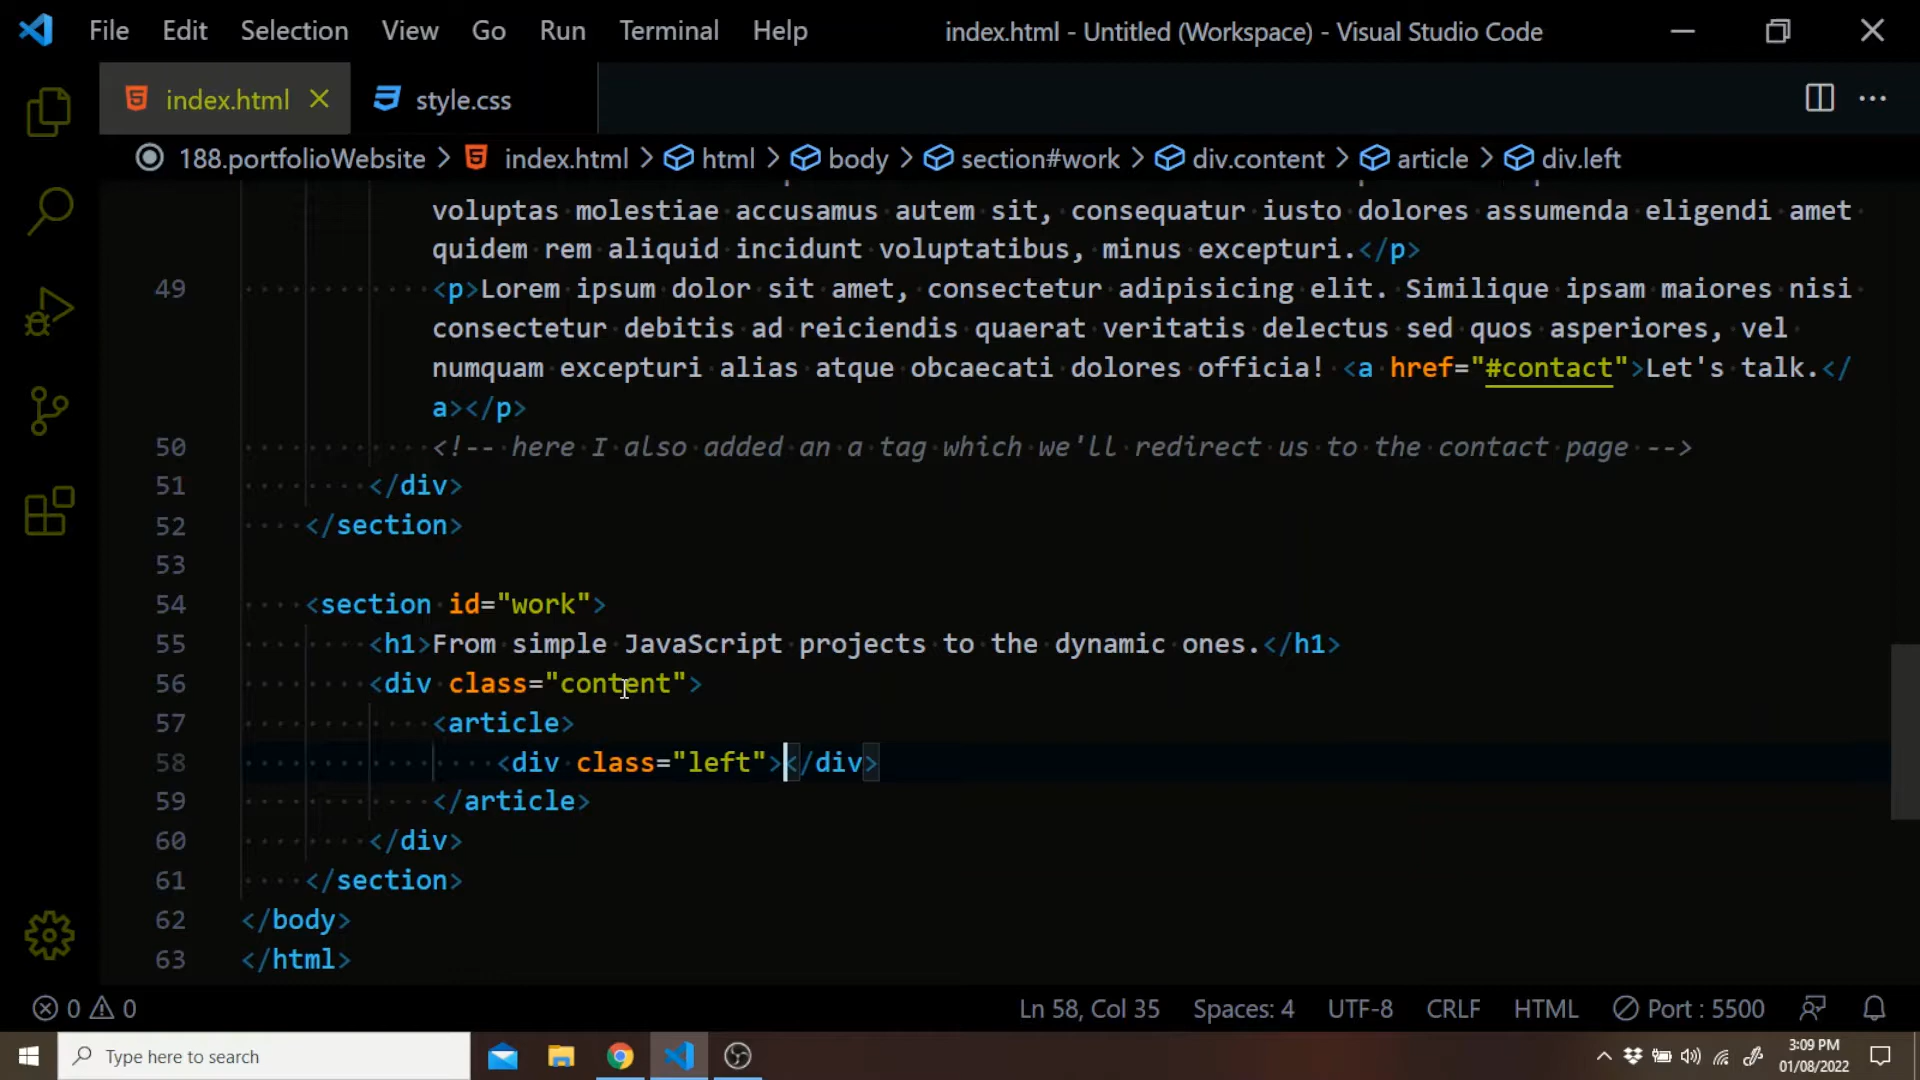 File Edit Selection View Go Run Terminal Help index.html - Untitled (Workspace) - Visual Studio Code
index.html style.css
188.portfolioWebsite > index.html > html > body > section#work > div.content > article > div.left
voluptas molestiae accusamus autem sit, consequatur iusto dolores assumenda eligendi amet
quidem rem aliquid incidunt voluptatibus, minus excepturi.</p>
49 <p>Lorem ipsum dolor sit amet, consectetur adipisicing elit. Similique ipsam maiores nisi
consectetur debitis ad reiciendis quaerat veritatis delectus sed quos asperiores, vel
numquam excepturi alias atque obcaecati dolores officia! <a href="#contact">Let's talk.</
a></p>
50 <!-- here I also added an a tag which we'll redirect us to the contact page -->
51 </div>
52 </section>
53
54 <section id="work">
55 <h1>From simple JavaScript projects to the dynamic ones.</h1>
56 <div class="content">
57 <article>
58 <div class="left"></div>
59 </article>
60 </div>
61 </section>
62 </body>
63 </html>
0 0 Ln 58, Col 35 Spaces: 4 UTF-8 CRLF HTML Port : 5500
Type here to search
3:09 PM
01/08/2022